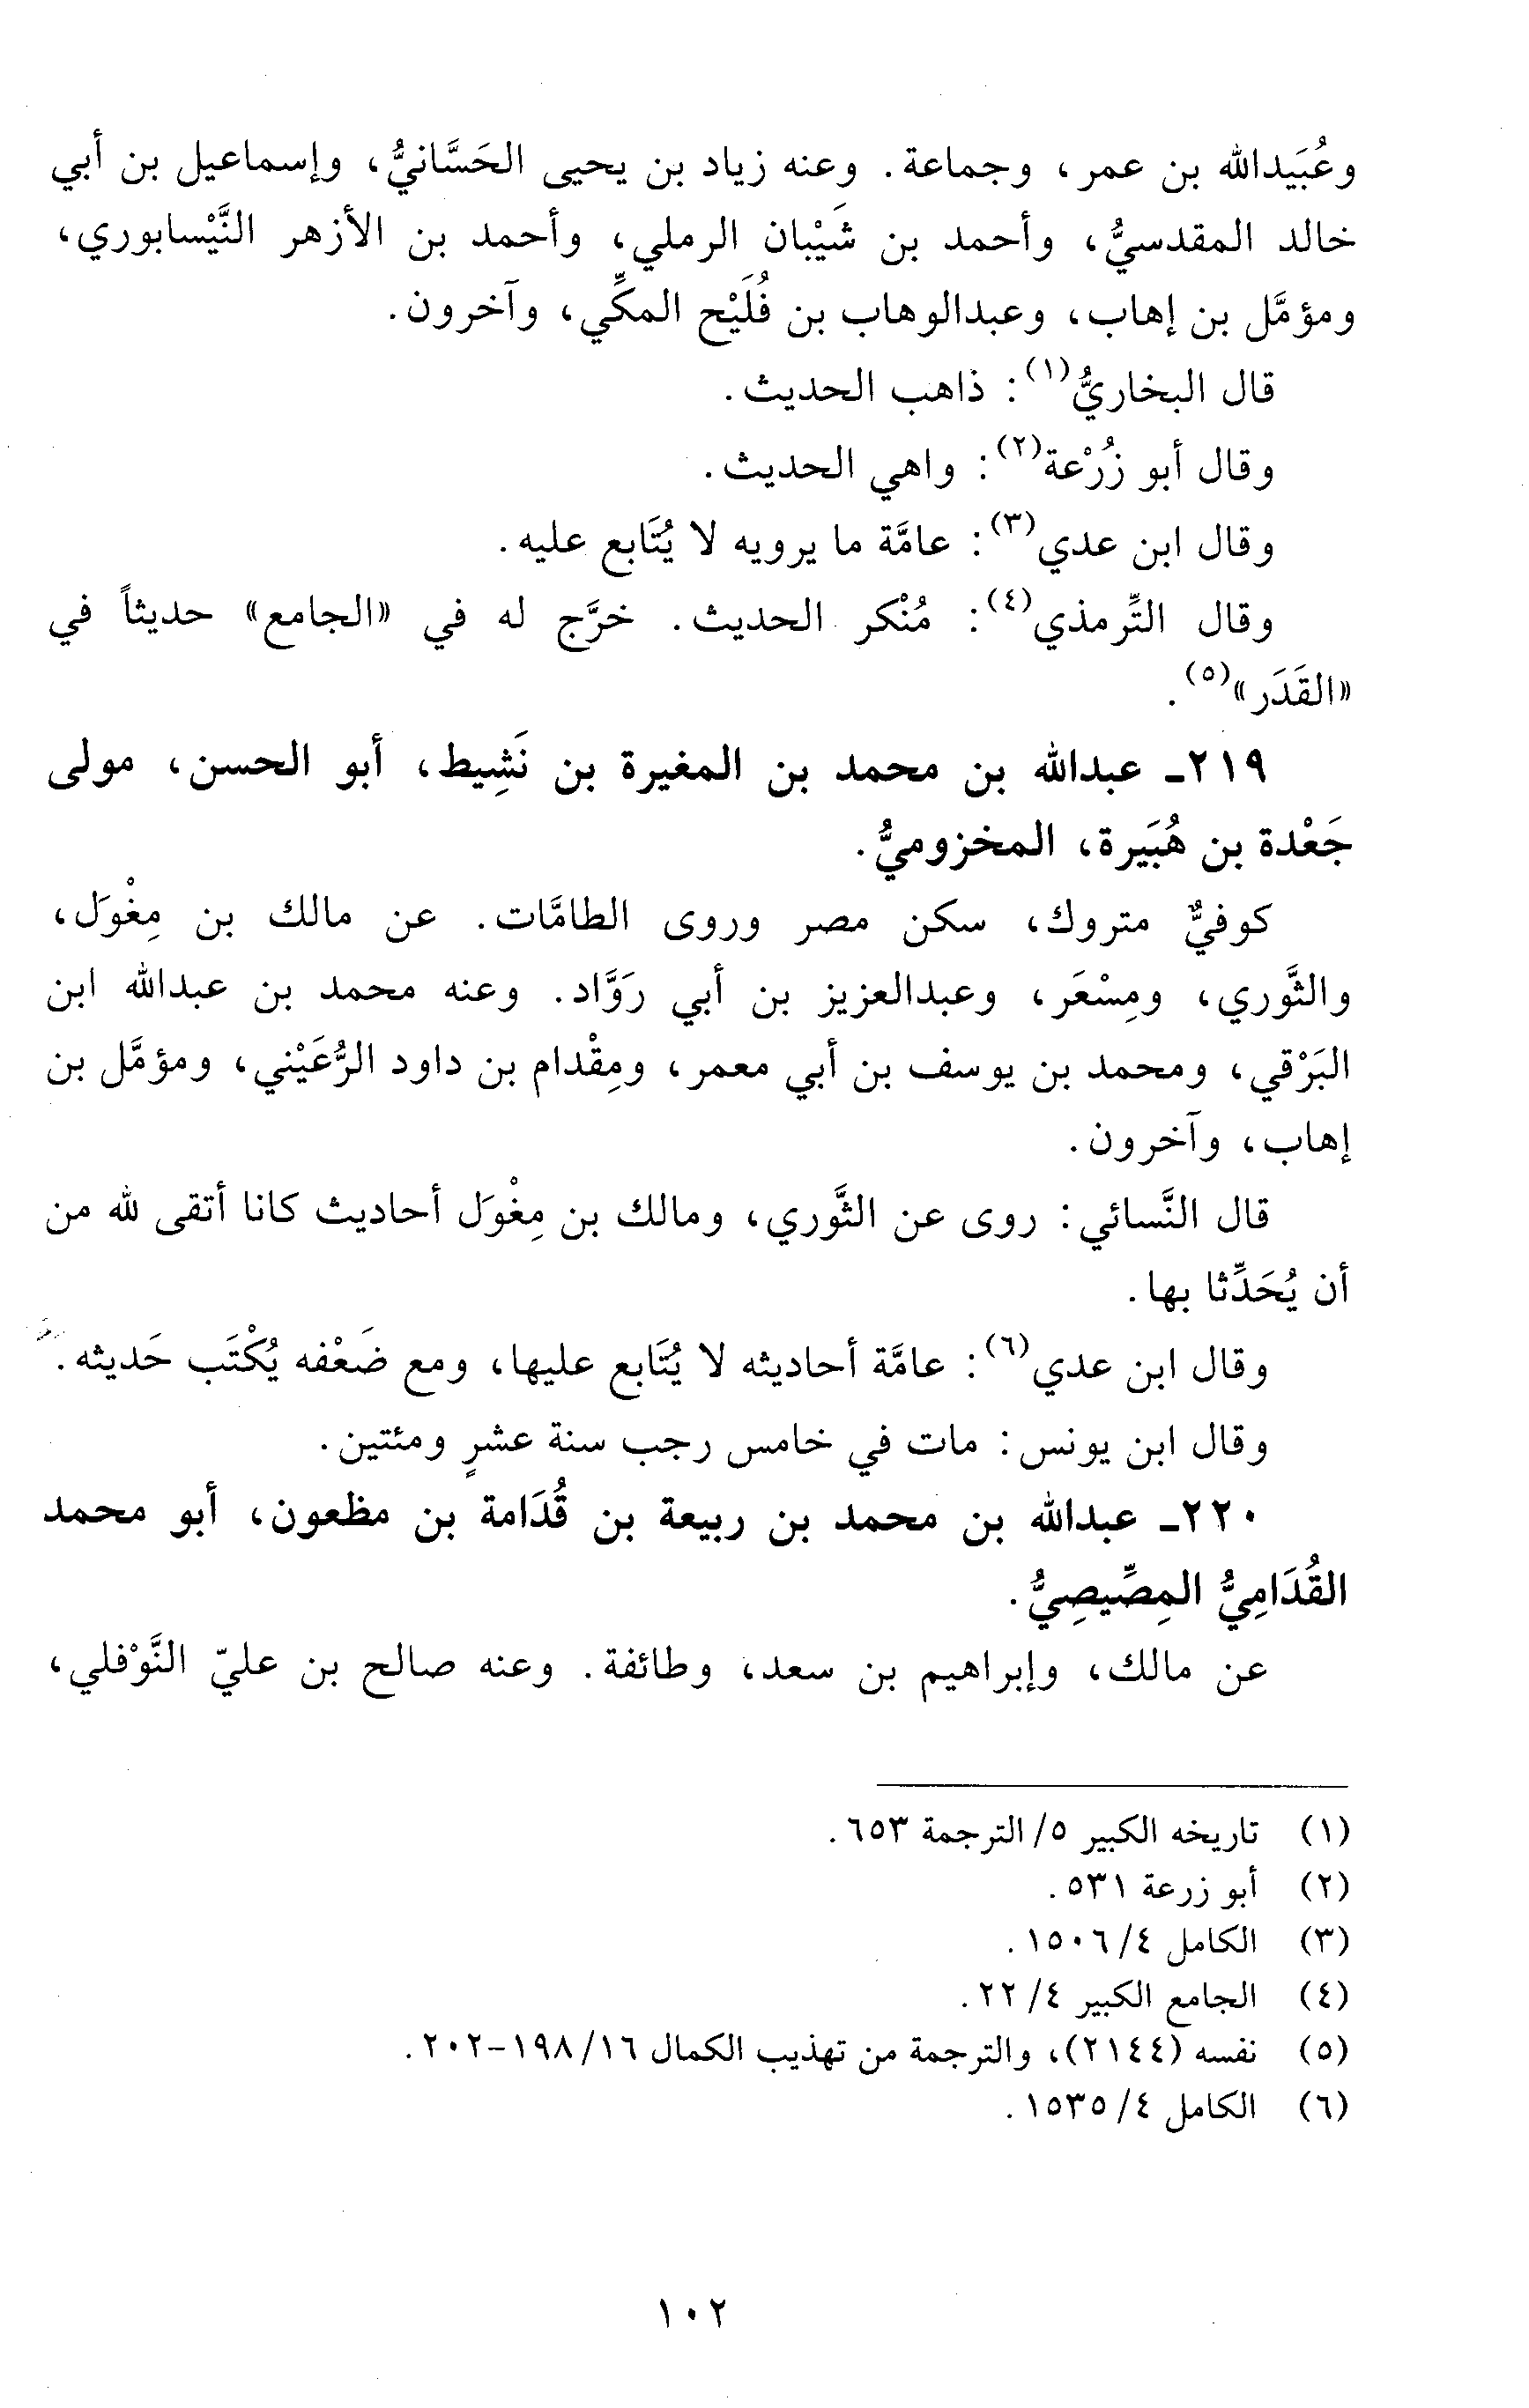 وعُبَيدالله بن عمر، وجماعة. وعنه زياد بن يحيى الحَسَّانيُّ، وإسماعيل بن أبي
خالد المقدسيُّ، وأحمد بن شَيْبان الرملي، وأحمد بن الأزهر النَّيْسابوري،
ومؤمَّل بن إهاب، وعبدالوهاب بن فُلَيْح المكِّي، وآخرون.
قال البخاريُّ(١): ذاهب الحديث.
وقال أبو زُرْعة(٢): واهي الحديث.
وقال ابن عدي(٣): عامَّة ما يرويه لا يُتَابع عليه.
وقال التِّرمذي(٤): مُنْكر الحديث. خرَّج له في «الجامع» حديثاً في
«القَدَر»(٥).
٢١٩ـ عبدالله بن محمد بن المغيرة بن نَشِيط، أبو الحسن، مولى
جَعْدة بن هُبَيرة، المخزوميُّ.
كوفيٌّ متروك، سكن مصر وروى الطامَّات. عن مالك بن مِغْوَل،
والثَّوري، ومِسْعَر، وعبدالعزيز بن أبي رَوَّاد. وعنه محمد بن عبدالله ابن
البَرْقي، ومحمد بن يوسف بن أبي معمر، ومِقْدام بن داود الرُّعَيْني، ومؤمَّل بن
إهاب، وآخرون.
قال النَّسائي: روى عن الثَّوري، ومالك بن مِغْوَل أحاديث كانا أتقى لله من
أن يُحَدِّثا بها.
وقال ابن عدي(٦): عامَّة أحاديثه لا يُتَابع عليها، ومع ضَعْفه يُكْتَب حَديثه.
وقال ابن يونس: مات في خامس رجب سنة عشرٍ ومئتين.
٢٢٠ـ عبدالله بن محمد بن ربيعة بن قُدَامة بن مظعون، أبو محمد
القُدَامِيُّ المِصِّيصِيُّ.
عن مالك، وإبراهيم بن سعد، وطائفة. وعنه صالح بن عليّ النَّوْفلي،
(١) تاريخه الكبير ٥/ الترجمة ٦٥٣.
(٢) أبو زرعة ٥٣١.
(٣) الكامل ٤/ ١٥٠٦.
(٤) الجامع الكبير ٤/ ٢٢.
(٥) نفسه (٢١٤٤)، والترجمة من تهذيب الكمال ١٦/ ١٩٨-٢٠٢.
(٦) الكامل ٤/ ١٥٣٥.
١٠٢